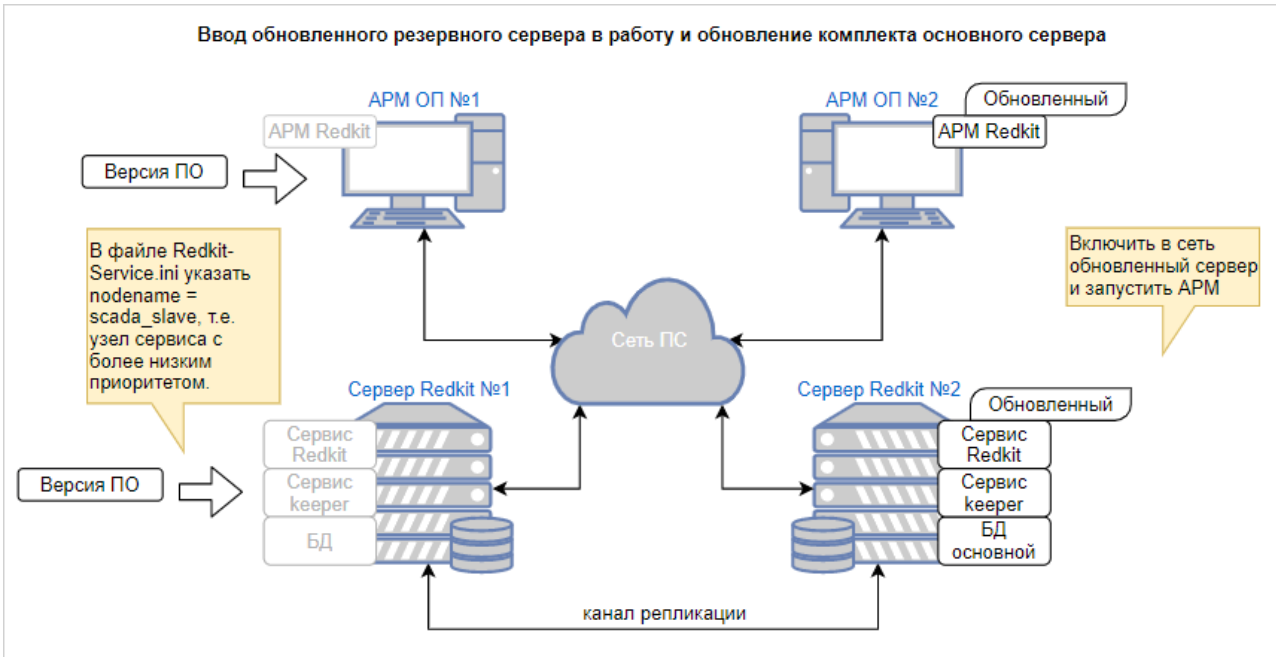 Ввод обновленного резервного сервера в работу и обновление комплекта основного сервера
АРМ ОП №1
АРМ Redkit
Версия ПО
АРМ ОП №2
Обновленный
АРМ Redkit
В файле Redkit-
Service.ini указать
nodename =
scada_slave, т.е.
узел сервиса с
более низким
приоритетом.
Включить в сеть
обновленный сервер
и запустить АРМ
Сеть ПС
Сервер Redkit №1
Сервис
Redkit
Сервис
keeper
БД
Версия ПО
Сервер Redkit №2
Обновленный
Сервис
Redkit
Сервис
keeper
БД
основной
канал репликации